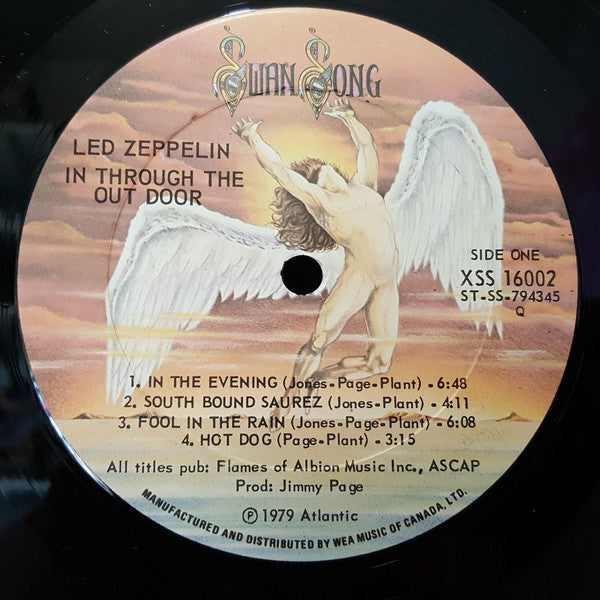 Swan Song
LED ZEPPELIN
IN THROUGH THE
OUT DOOR
SIDE ONE
XSS 16002
ST-SS-794345
Q
1. IN THE EVENING (Jones-Page-Plant) - 6:48
2. SOUTH BOUND SAUREZ (Jones-Plant) - 4:11
3. FOOL IN THE RAIN (Jones-Page-Plant) - 6:08
4. HOT DOG (Page-Plant) - 3:15
All titles pub: Flames of Albion Music Inc., ASCAP
Prod: Jimmy Page
℗ 1979 Atlantic
MANUFACTURED AND DISTRIBUTED BY WEA MUSIC OF CANADA, LTD.